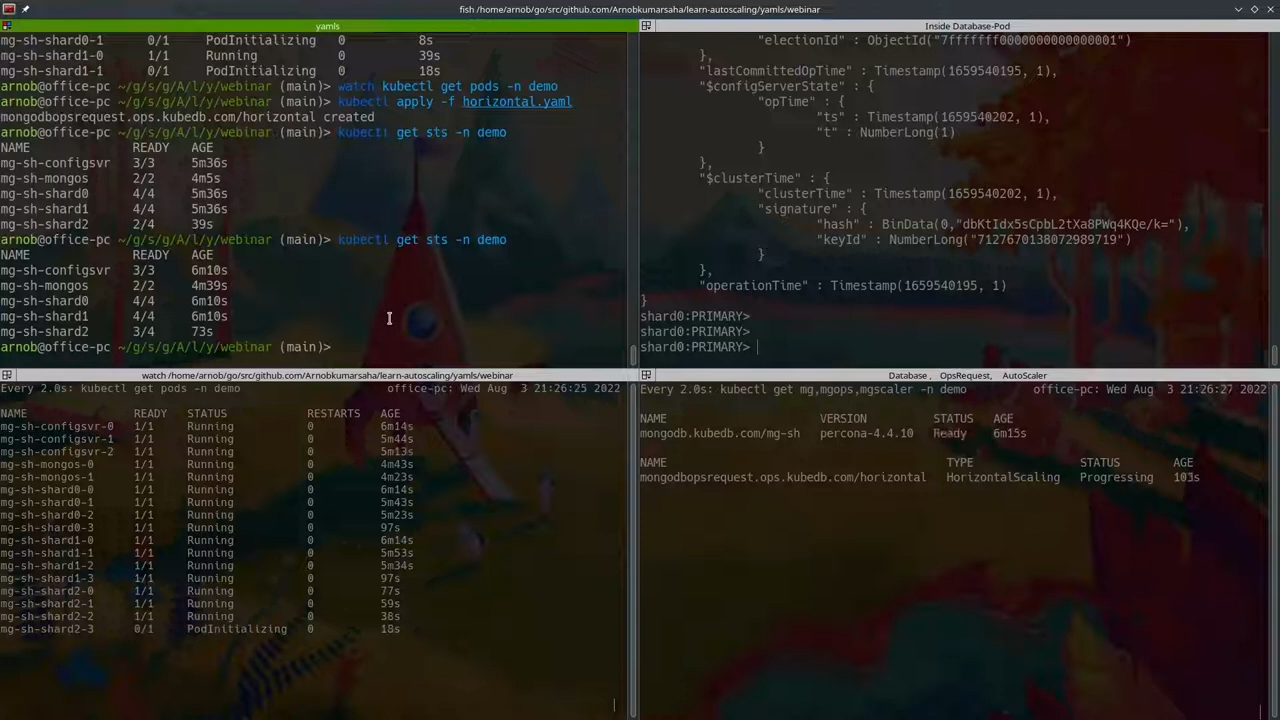 fish /home/arnob/go/src/github.com/Arnobkumarsaha/learn-autoscaling/yamls/webinar
yamls
mg-sh-shard0-1      0/1     PodInitializing   0          8s
mg-sh-shard1-0      1/1     Running           0          39s
mg-sh-shard1-1      0/1     PodInitializing   0          18s
arnob@office-pc ~/g/s/g/A/l/y/webinar (main)> watch kubectl get pods -n demo
arnob@office-pc ~/g/s/g/A/l/y/webinar (main)> kubectl apply -f horizontal.yaml
mongodbopsrequest.ops.kubedb.com/horizontal created
arnob@office-pc ~/g/s/g/A/l/y/webinar (main)> kubectl get sts -n demo
NAME              READY   AGE
mg-sh-configsvr   3/3     5m36s
mg-sh-mongos      2/2     4m5s
mg-sh-shard0      4/4     5m36s
mg-sh-shard1      4/4     5m36s
mg-sh-shard2      2/4     39s
arnob@office-pc ~/g/s/g/A/l/y/webinar (main)> kubectl get sts -n demo
NAME              READY   AGE
mg-sh-configsvr   3/3     6m10s
mg-sh-mongos      2/2     4m39s
mg-sh-shard0      4/4     6m10s
mg-sh-shard1      4/4     6m10s
mg-sh-shard2      3/4     73s
arnob@office-pc ~/g/s/g/A/l/y/webinar (main)>
Inside Database-Pod
"electionId" : ObjectId("7fffffff0000000000000001")
},
"lastCommittedOpTime" : Timestamp(1659540195, 1),
"$configServerState" : {
"opTime" : {
"ts" : Timestamp(1659540202, 1),
"t" : NumberLong(1)
}
},
"$clusterTime" : {
"clusterTime" : Timestamp(1659540202, 1),
"signature" : {
"hash" : BinData(0,"dbKtIdx5sCpbL2tXa8PWq4KQe/k="),
"keyId" : NumberLong("7127670138072989719")
}
},
"operationTime" : Timestamp(1659540195, 1)
}
shard0:PRIMARY>
shard0:PRIMARY>
shard0:PRIMARY>
watch /home/arnob/go/src/github.com/Arnobkumarsaha/learn-autoscaling/yamls/webinar
Every 2.0s: kubectl get pods -n demo     office-pc: Wed Aug  3 21:26:25 2022
NAME                READY   STATUS            RESTARTS   AGE
mg-sh-configsvr-0   1/1     Running           0          6m14s
mg-sh-configsvr-1   1/1     Running           0          5m44s
mg-sh-configsvr-2   1/1     Running           0          5m13s
mg-sh-mongos-0      1/1     Running           0          4m43s
mg-sh-mongos-1      1/1     Running           0          4m23s
mg-sh-shard0-0      1/1     Running           0          6m14s
mg-sh-shard0-1      1/1     Running           0          5m43s
mg-sh-shard0-2      1/1     Running           0          5m23s
mg-sh-shard0-3      1/1     Running           0          97s
mg-sh-shard1-0      1/1     Running           0          6m14s
mg-sh-shard1-1      1/1     Running           0          5m53s
mg-sh-shard1-2      1/1     Running           0          5m34s
mg-sh-shard1-3      1/1     Running           0          97s
mg-sh-shard2-0      1/1     Running           0          77s
mg-sh-shard2-1      1/1     Running           0          59s
mg-sh-shard2-2      1/1     Running           0          38s
mg-sh-shard2-3      0/1     PodInitializing   0          18s
Database ,   OpsRequest,    AutoScaler
Every 2.0s: kubectl get mg,mgops,mgscaler -n demo     office-pc: Wed Aug  3 21:26:27 2022
NAME                       VERSION          STATUS   AGE
mongodb.kubedb.com/mg-sh   percona-4.4.10   Ready    6m15s
NAME                                          TYPE                STATUS        AGE
mongodbopsrequest.ops.kubedb.com/horizontal   HorizontalScaling   Progressing   103s